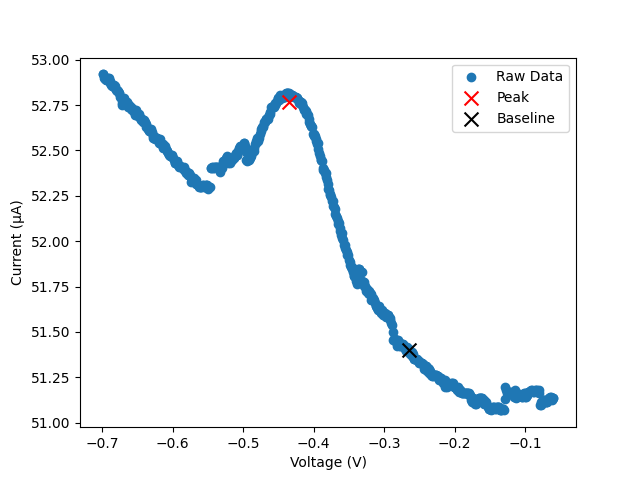 53.00
52.75
52.50
52.25
52.00
51.75
51.50
51.25
51.00
Current (µA)
Raw Data
Peak
Baseline
−0.7 −0.6 −0.5 −0.4 −0.3 −0.2 −0.1
Voltage (V)